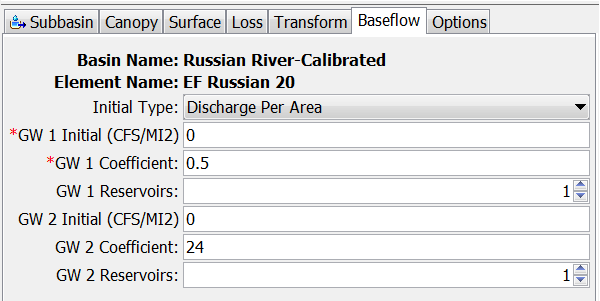 Subbasin Canopy Surface Loss Transform Baseflow Options
Basin Name: Russian River-Calibrated
Element Name: EF Russian 20
Initial Type: Discharge Per Area
*GW 1 Initial (CFS/MI2) 0
*GW 1 Coefficient: 0.5
GW 1 Reservoirs: 1
GW 2 Initial (CFS/MI2) 0
GW 2 Coefficient: 24
GW 2 Reservoirs: 1